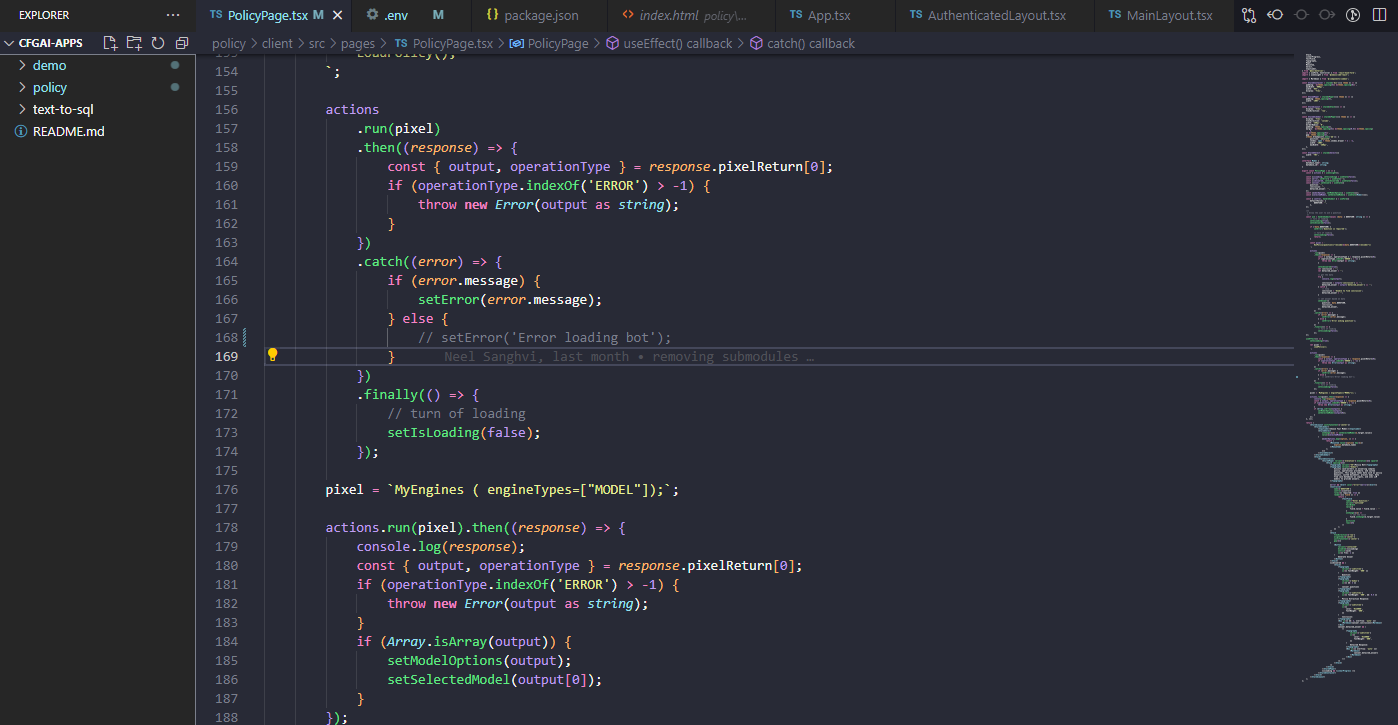 EXPLORER ...
TS PolicyPage.tsx M ×
.env M
{} package.json
<> index.html policy\...
TS App.tsx
TS AuthenticatedLayout.tsx
TS MainLayout.tsx
CFGAI-APPS
demo
policy
text-to-sql
README.md
policy > client > src > pages > TS PolicyPage.tsx > PolicyPage > useEffect() callback > catch() callback
153 LoadPolicy();
154 `;
155
156 actions
157 .run(pixel)
158 .then((response) => {
159 const { output, operationType } = response.pixelReturn[0];
160 if (operationType.indexOf('ERROR') > -1) {
161 throw new Error(output as string);
162 }
163 })
164 .catch((error) => {
165 if (error.message) {
166 setError(error.message);
167 } else {
168 // setError('Error loading bot');
169 } Neel Sanghvi, last month • removing submodules …
170 })
171 .finally(() => {
172 // turn of loading
173 setIsLoading(false);
174 });
175
176 pixel = `MyEngines ( engineTypes=["MODEL"]);`;
177
178 actions.run(pixel).then((response) => {
179 console.log(response);
180 const { output, operationType } = response.pixelReturn[0];
181 if (operationType.indexOf('ERROR') > -1) {
182 throw new Error(output as string);
183 }
184 if (Array.isArray(output)) {
185 setModelOptions(output);
186 setSelectedModel(output[0]);
187 }
188 });